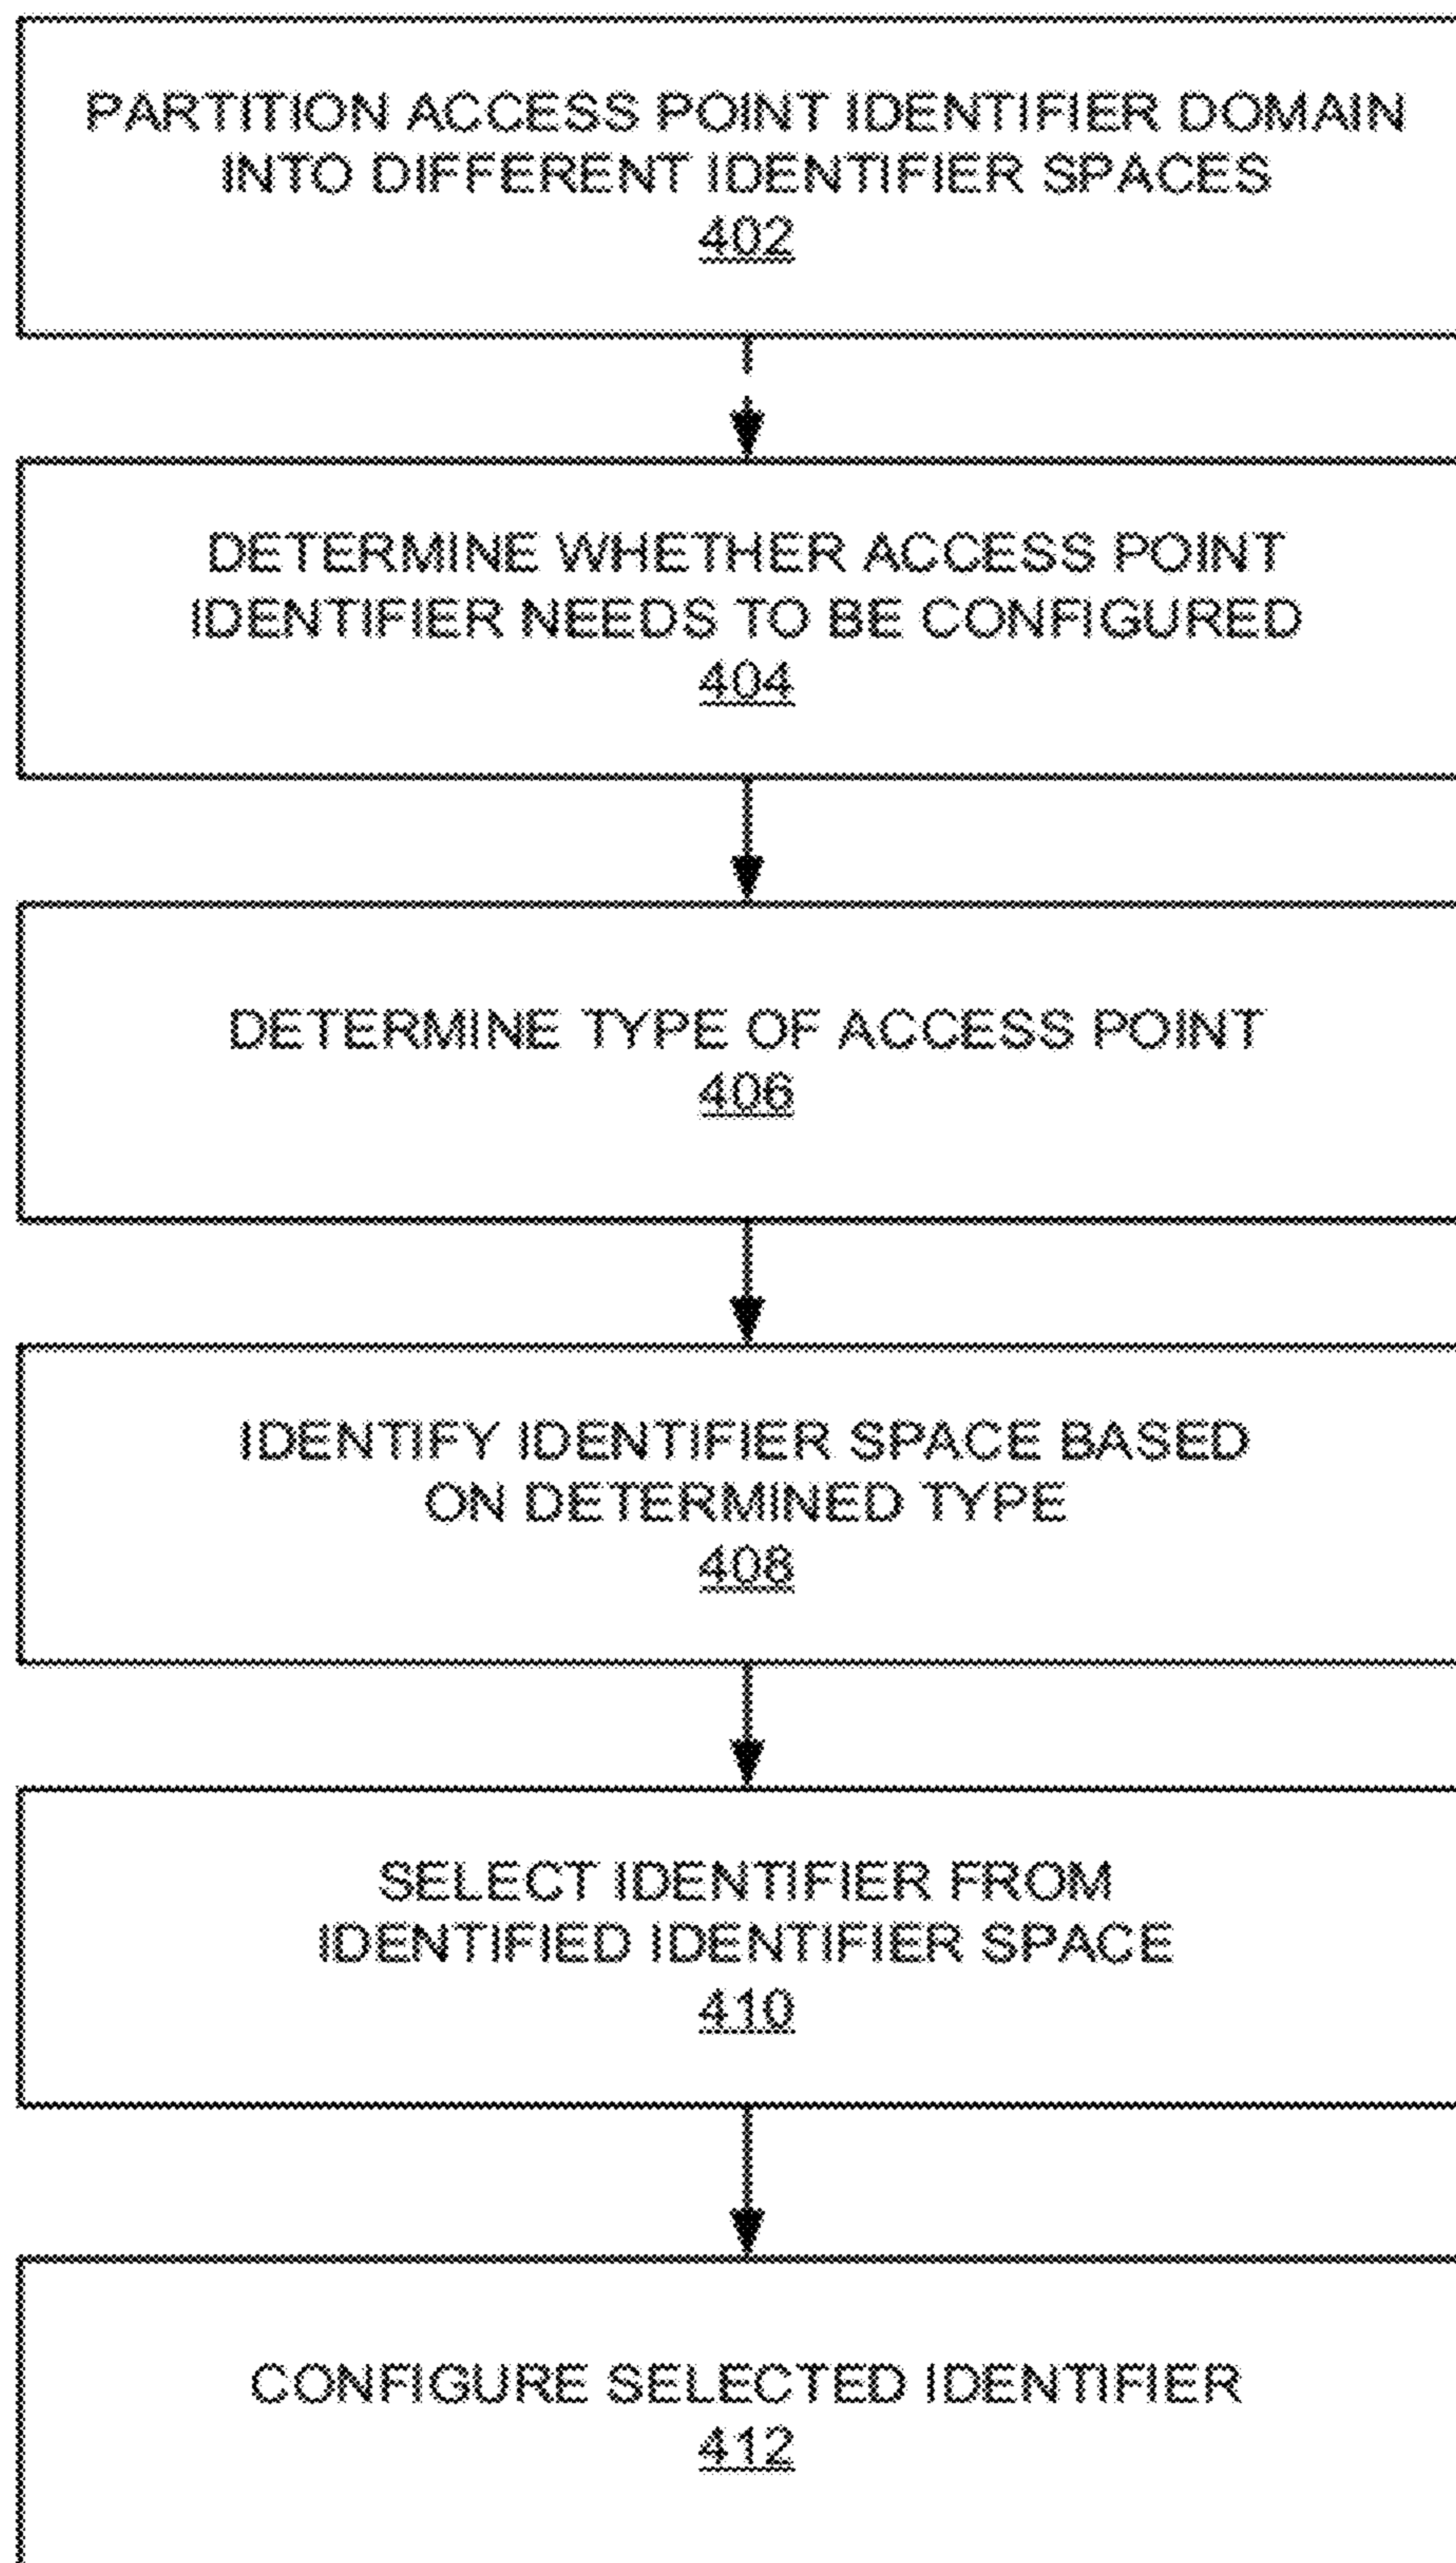 PARTITION ACCESS POINT IDENTIFIER DOMAIN
INTO DIFFERENT IDENTIFIER SPACES
402
DETERMINE WHETHER ACCESS POINT
IDENTIFIER NEEDS TO BE CONFIGURED
404
DETERMINE TYPE OF ACCESS POINT
406
IDENTIFY IDENTIFIER SPACE BASED
ON DETERMINED TYPE
408
SELECT IDENTIFIER FROM
IDENTIFIED IDENTIFIER SPACE
410
CONFIGURE SELECTED IDENTIFIER
412